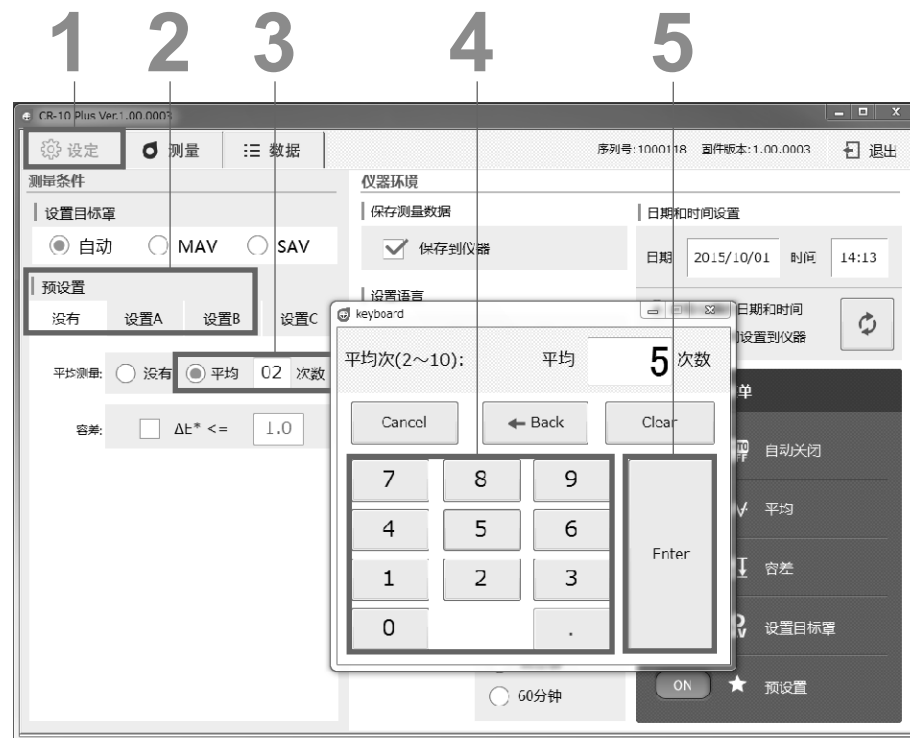 1 2 3 4 5
CR-10 Plus Ver.1.00.0003
设定 测量 数据 序列号:1000118 固件版本:1.00.0003 退出
测量条件
设置目标罩
自动 MAV SAV
预设置
没有 设置A 设置B 设置C
平均测量: 没有 平均 02 次数
容差: ΔE* <= 1.0
仪器环境
保存测量数据
保存到仪器
设置语言
日期和时间设置
日期 2015/10/01 时间 14:13
日期和时间
设置到仪器
keyboard
平均次(2～10): 平均 5 次数
Cancel ← Back Clear
7 8 9
4 5 6
1 2 3
0 .
Enter
60分钟
单
自动关闭
平均
容差
设置目标罩
ON 预设置